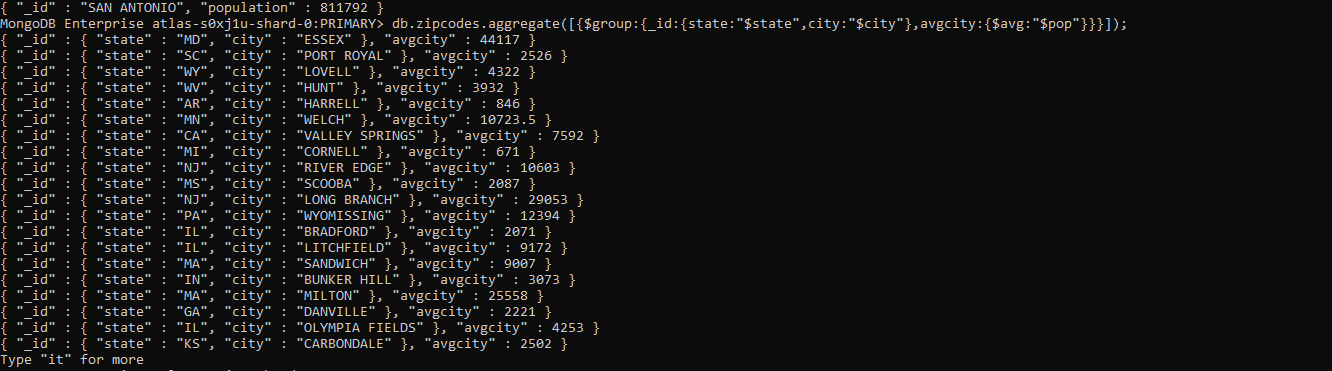 { "_id" : "SAN ANTONIO", "population" : 811792 }
MongoDB Enterprise atlas-s0xj1u-shard-0:PRIMARY> db.zipcodes.aggregate([{$group:{_id:{state:"$state",city:"$city"},avgcity:{$avg:"$pop"}}}]);
{ "_id" : { "state" : "MD", "city" : "ESSEX" }, "avgcity" : 44117 }
{ "_id" : { "state" : "SC", "city" : "PORT ROYAL" }, "avgcity" : 2526 }
{ "_id" : { "state" : "WY", "city" : "LOVELL" }, "avgcity" : 4322 }
{ "_id" : { "state" : "WV", "city" : "HUNT" }, "avgcity" : 3932 }
{ "_id" : { "state" : "AR", "city" : "HARRELL" }, "avgcity" : 846 }
{ "_id" : { "state" : "MN", "city" : "WELCH" }, "avgcity" : 10723.5 }
{ "_id" : { "state" : "CA", "city" : "VALLEY SPRINGS" }, "avgcity" : 7592 }
{ "_id" : { "state" : "MI", "city" : "CORNELL" }, "avgcity" : 671 }
{ "_id" : { "state" : "NJ", "city" : "RIVER EDGE" }, "avgcity" : 10603 }
{ "_id" : { "state" : "MS", "city" : "SCOOBA" }, "avgcity" : 2087 }
{ "_id" : { "state" : "NJ", "city" : "LONG BRANCH" }, "avgcity" : 29053 }
{ "_id" : { "state" : "PA", "city" : "WYOMISSING" }, "avgcity" : 12394 }
{ "_id" : { "state" : "IL", "city" : "BRADFORD" }, "avgcity" : 2071 }
{ "_id" : { "state" : "IL", "city" : "LITCHFIELD" }, "avgcity" : 9172 }
{ "_id" : { "state" : "MA", "city" : "SANDWICH" }, "avgcity" : 9007 }
{ "_id" : { "state" : "IN", "city" : "BUNKER HILL" }, "avgcity" : 3073 }
{ "_id" : { "state" : "MA", "city" : "MILTON" }, "avgcity" : 25558 }
{ "_id" : { "state" : "GA", "city" : "DANVILLE" }, "avgcity" : 2221 }
{ "_id" : { "state" : "IL", "city" : "OLYMPIA FIELDS" }, "avgcity" : 4253 }
{ "_id" : { "state" : "KS", "city" : "CARBONDALE" }, "avgcity" : 2502 }
Type "it" for more